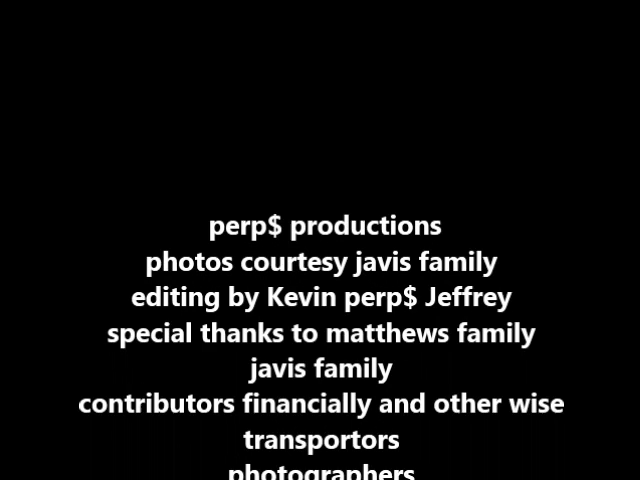 perp$ productions
photos courtesy javis family
editing by Kevin perp$ Jeffrey
special thanks to matthews family
javis family
contributors financially and other wise
transportors
photographers